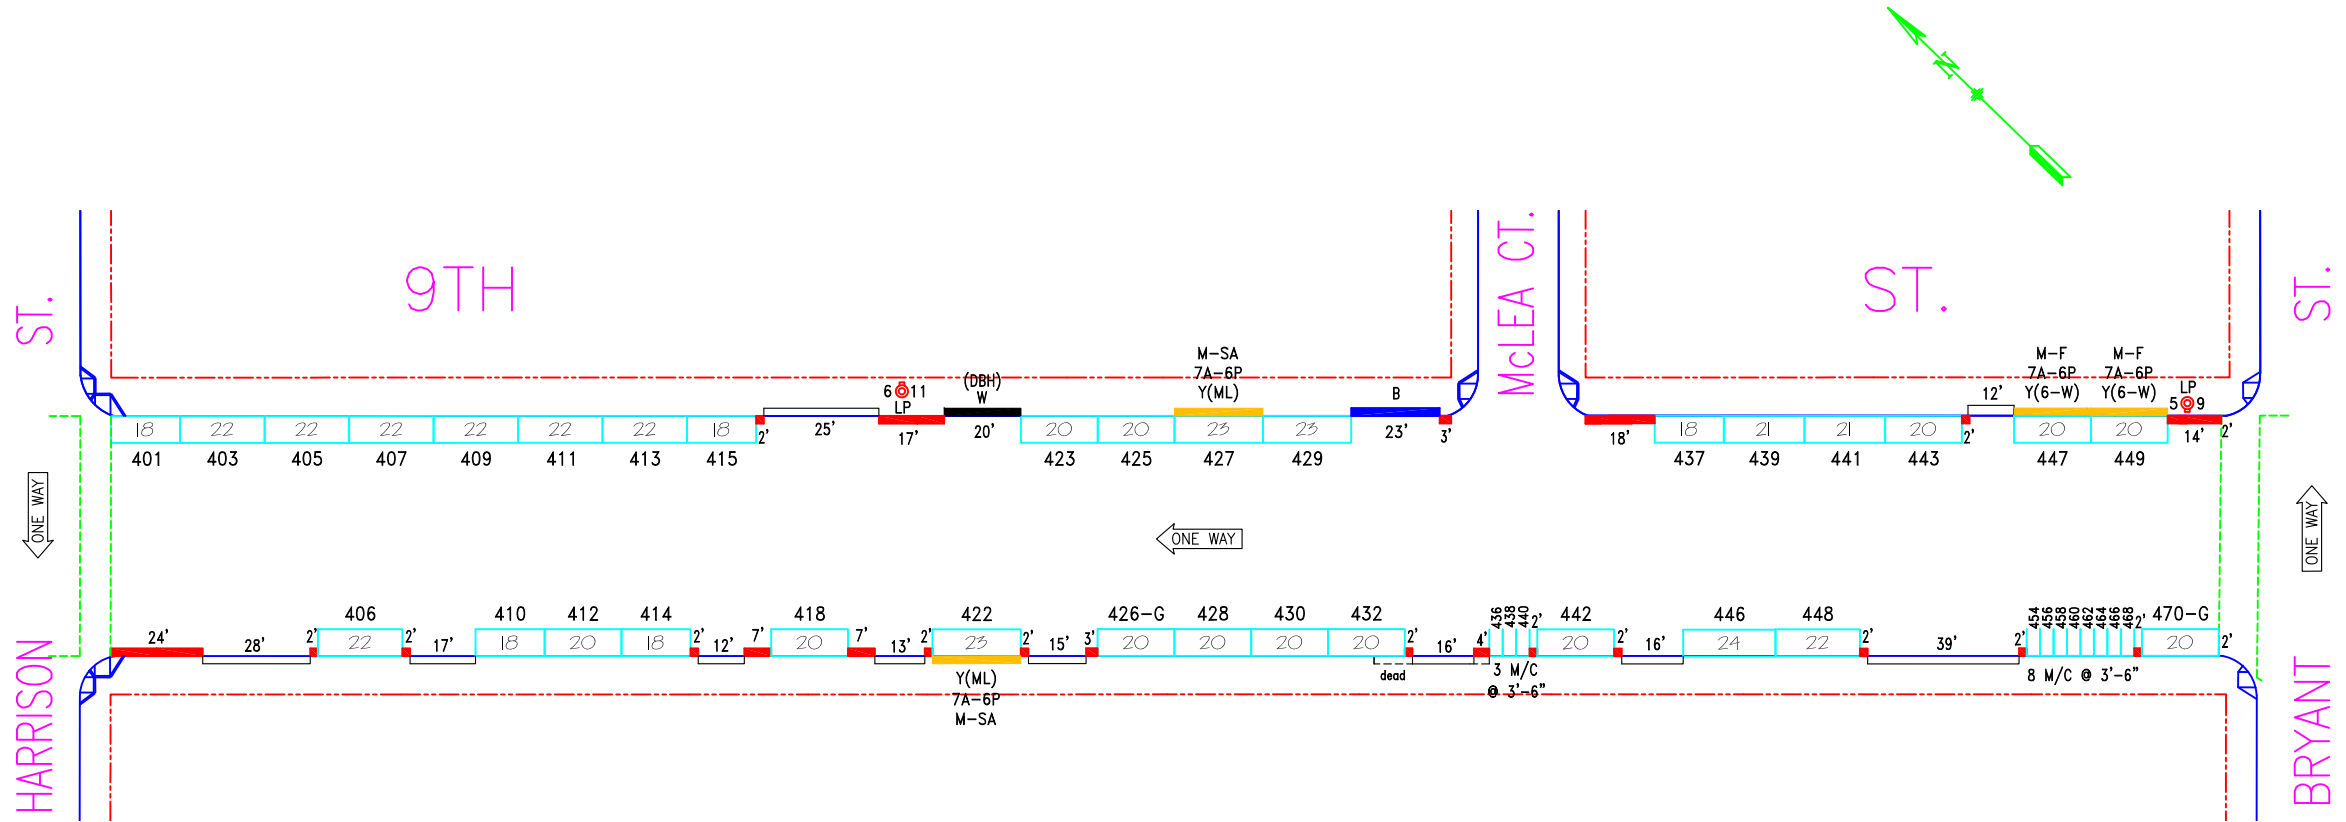 N
9TH
ST.
ST.
McLEA CT.
ST.
M-SA
7A-6P
Y(ML)
M-F
7A-6P
Y(6-W)
M-F
7A-6P
Y(6-W)
(DBH)
W
6 11
LP
B
12'
LP
5 9
18 22 22 22 22 22 22 18 2' 25' 17' 20' 20 20 23 23 23' 3' 18' 18 21 21 20 2' 20 20 14' 2'
401 403 405 407 409 411 413 415 423 425 427 429 437 439 441 443 447 449
ONE WAY
ONE WAY
ONE WAY
406 410 412 414 418 422 426-G 428 430 432 436 438 440 442 446 448 454 456 458 460 462 464 466 468 470-G
24' 28' 2' 22 2' 17' 18 20 18 2' 12' 7' 20 7' 13' 2' 23 2' 15' 3' 20 20 20 20 2' 16' 4' 2' 20 2' 16' 24 22 2' 39' 2' 2' 20 2'
Y(ML)
7A-6P
M-SA
dead
3 M/C
@ 3'-6"
8 M/C @ 3'-6"
HARRISON
BRYANT